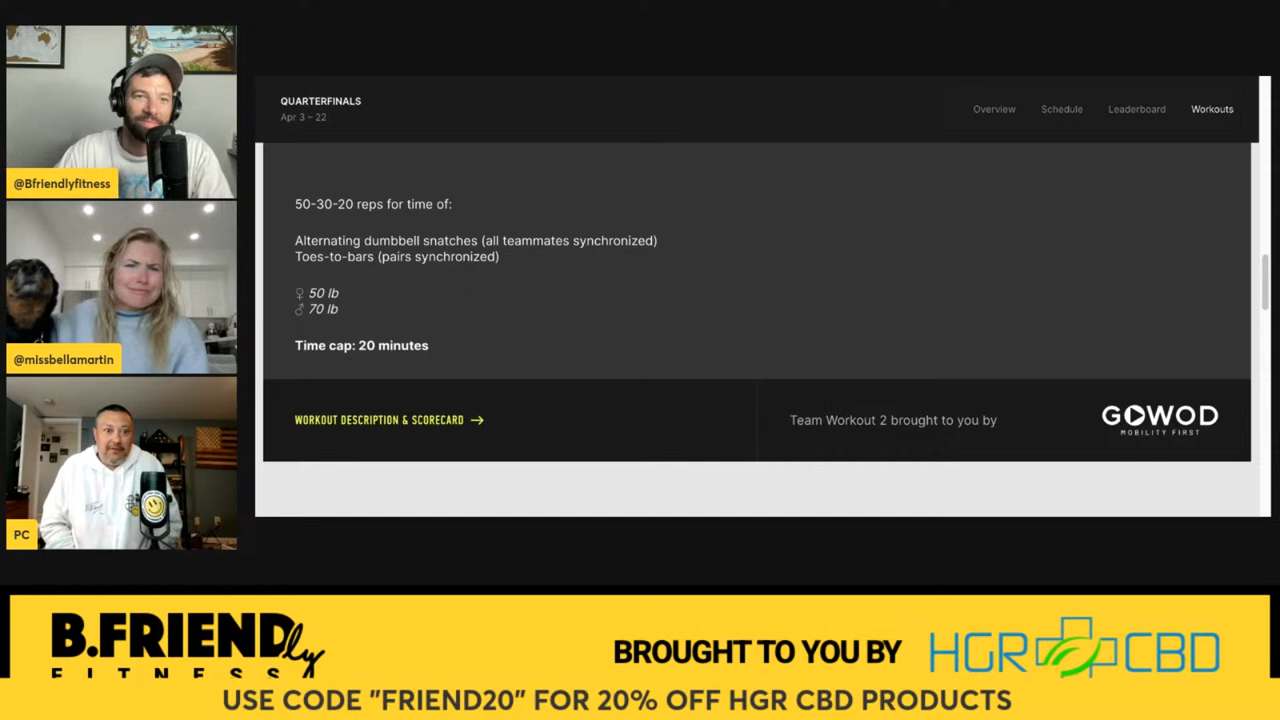 @Bfriendlyfitness
@missbellamartin
PC
QUARTERFINALS
Apr 3 – 22
Overview
Schedule
Leaderboard
Workouts
50-30-20 reps for time of:
Alternating dumbbell snatches (all teammates synchronized)
Toes-to-bars (pairs synchronized)
♀ 50 lb
♂ 70 lb
Time cap: 20 minutes
WORKOUT DESCRIPTION & SCORECARD →
Team Workout 2 brought to you by
GOWOD
MOBILITY FIRST
B.FRIENDly
FITNESS
BROUGHT TO YOU BY
HGR CBD
USE CODE "FRIEND20" FOR 20% OFF HGR CBD PRODUCTS